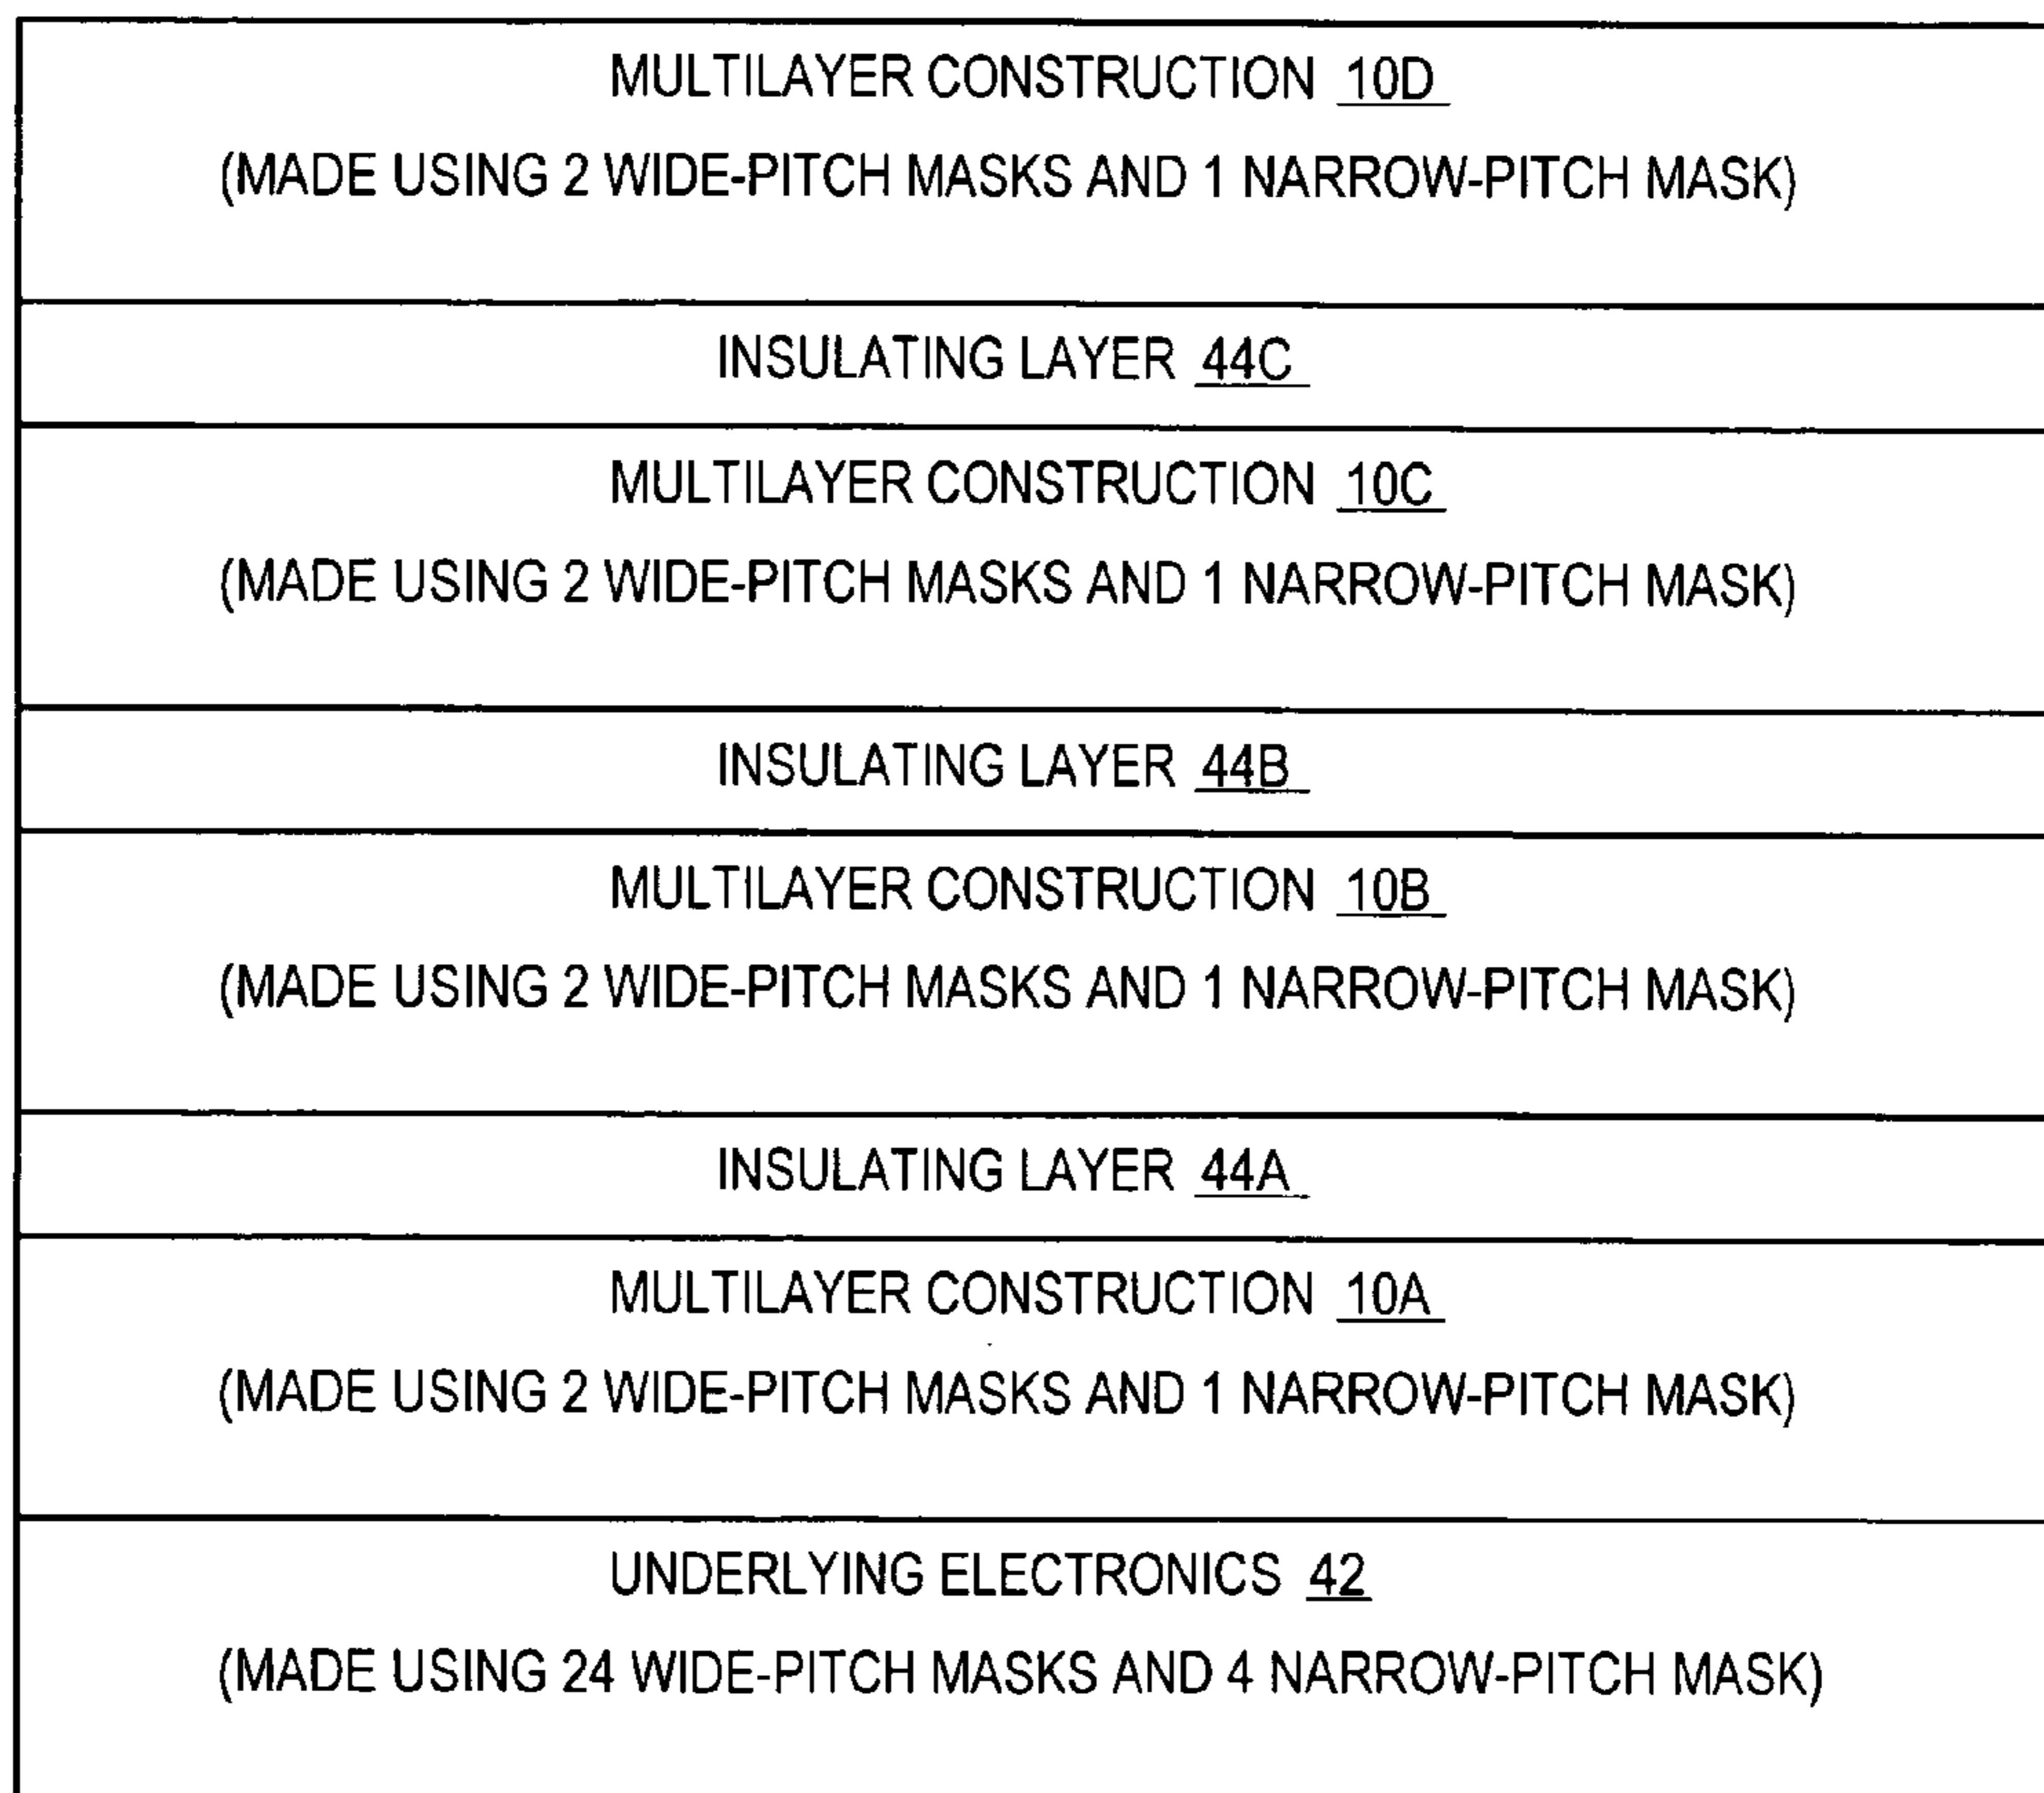 MULTILAYER CONSTRUCTION 10D
(MADE USING 2 WIDE-PITCH MASKS AND 1 NARROW-PITCH MASK)
INSULATING LAYER 44C
MULTILAYER CONSTRUCTION 10C
(MADE USING 2 WIDE-PITCH MASKS AND 1 NARROW-PITCH MASK)
INSULATING LAYER 44B
MULTILAYER CONSTRUCTION 10B
(MADE USING 2 WIDE-PITCH MASKS AND 1 NARROW-PITCH MASK)
INSULATING LAYER 44A
MULTILAYER CONSTRUCTION 10A
(MADE USING 2 WIDE-PITCH MASKS AND 1 NARROW-PITCH MASK)
UNDERLYING ELECTRONICS 42
(MADE USING 24 WIDE-PITCH MASKS AND 4 NARROW-PITCH MASK)